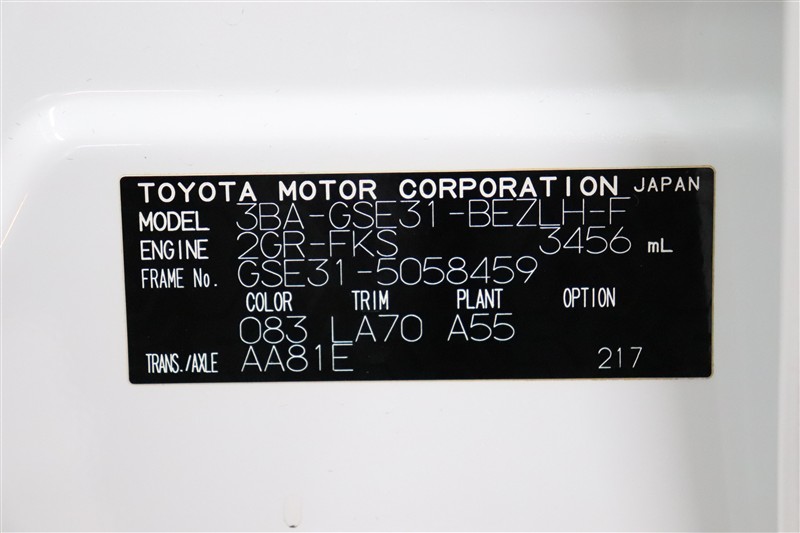 TOYOTA MOTOR CORPORATION JAPAN
MODEL 3BA-GSE31-BEZLH-F
ENGINE 2GR-FKS 3456 mL
FRAME No. GSE31-5058459
COLOR TRIM PLANT OPTION
083 LA70 A55
TRANS./AXLE AA81E 217